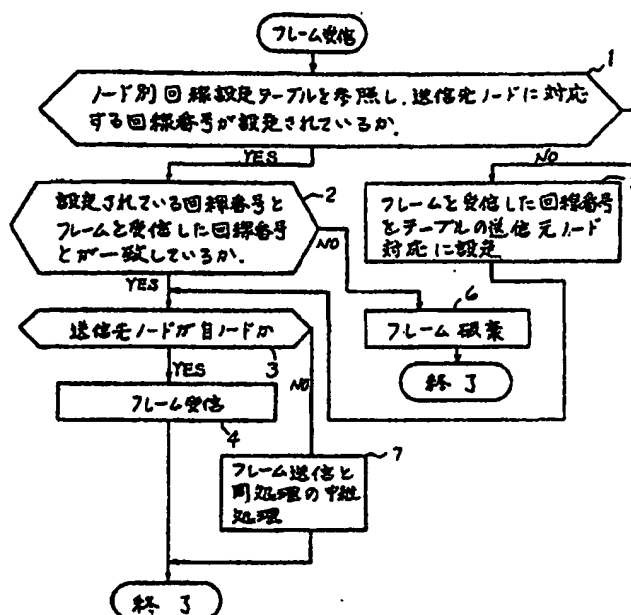 フレーム受信
1
ノード別回線設定テーブルを参照し、送信先ノードに対応
する回線番号が設定されているか.
YES
NO
2
設定されている回線番号と
フレームを受信した回線番号
とが一致しているか.
NO
YES
フレームを受信した回線番号
をテーブルの送信元ノード
対応に設定
送信先ノードが自ノードか
3
YES
NO
6
フレーム破棄
終了
フレーム受信
4
7
フレーム送信と
同処理の中継
処理
終了